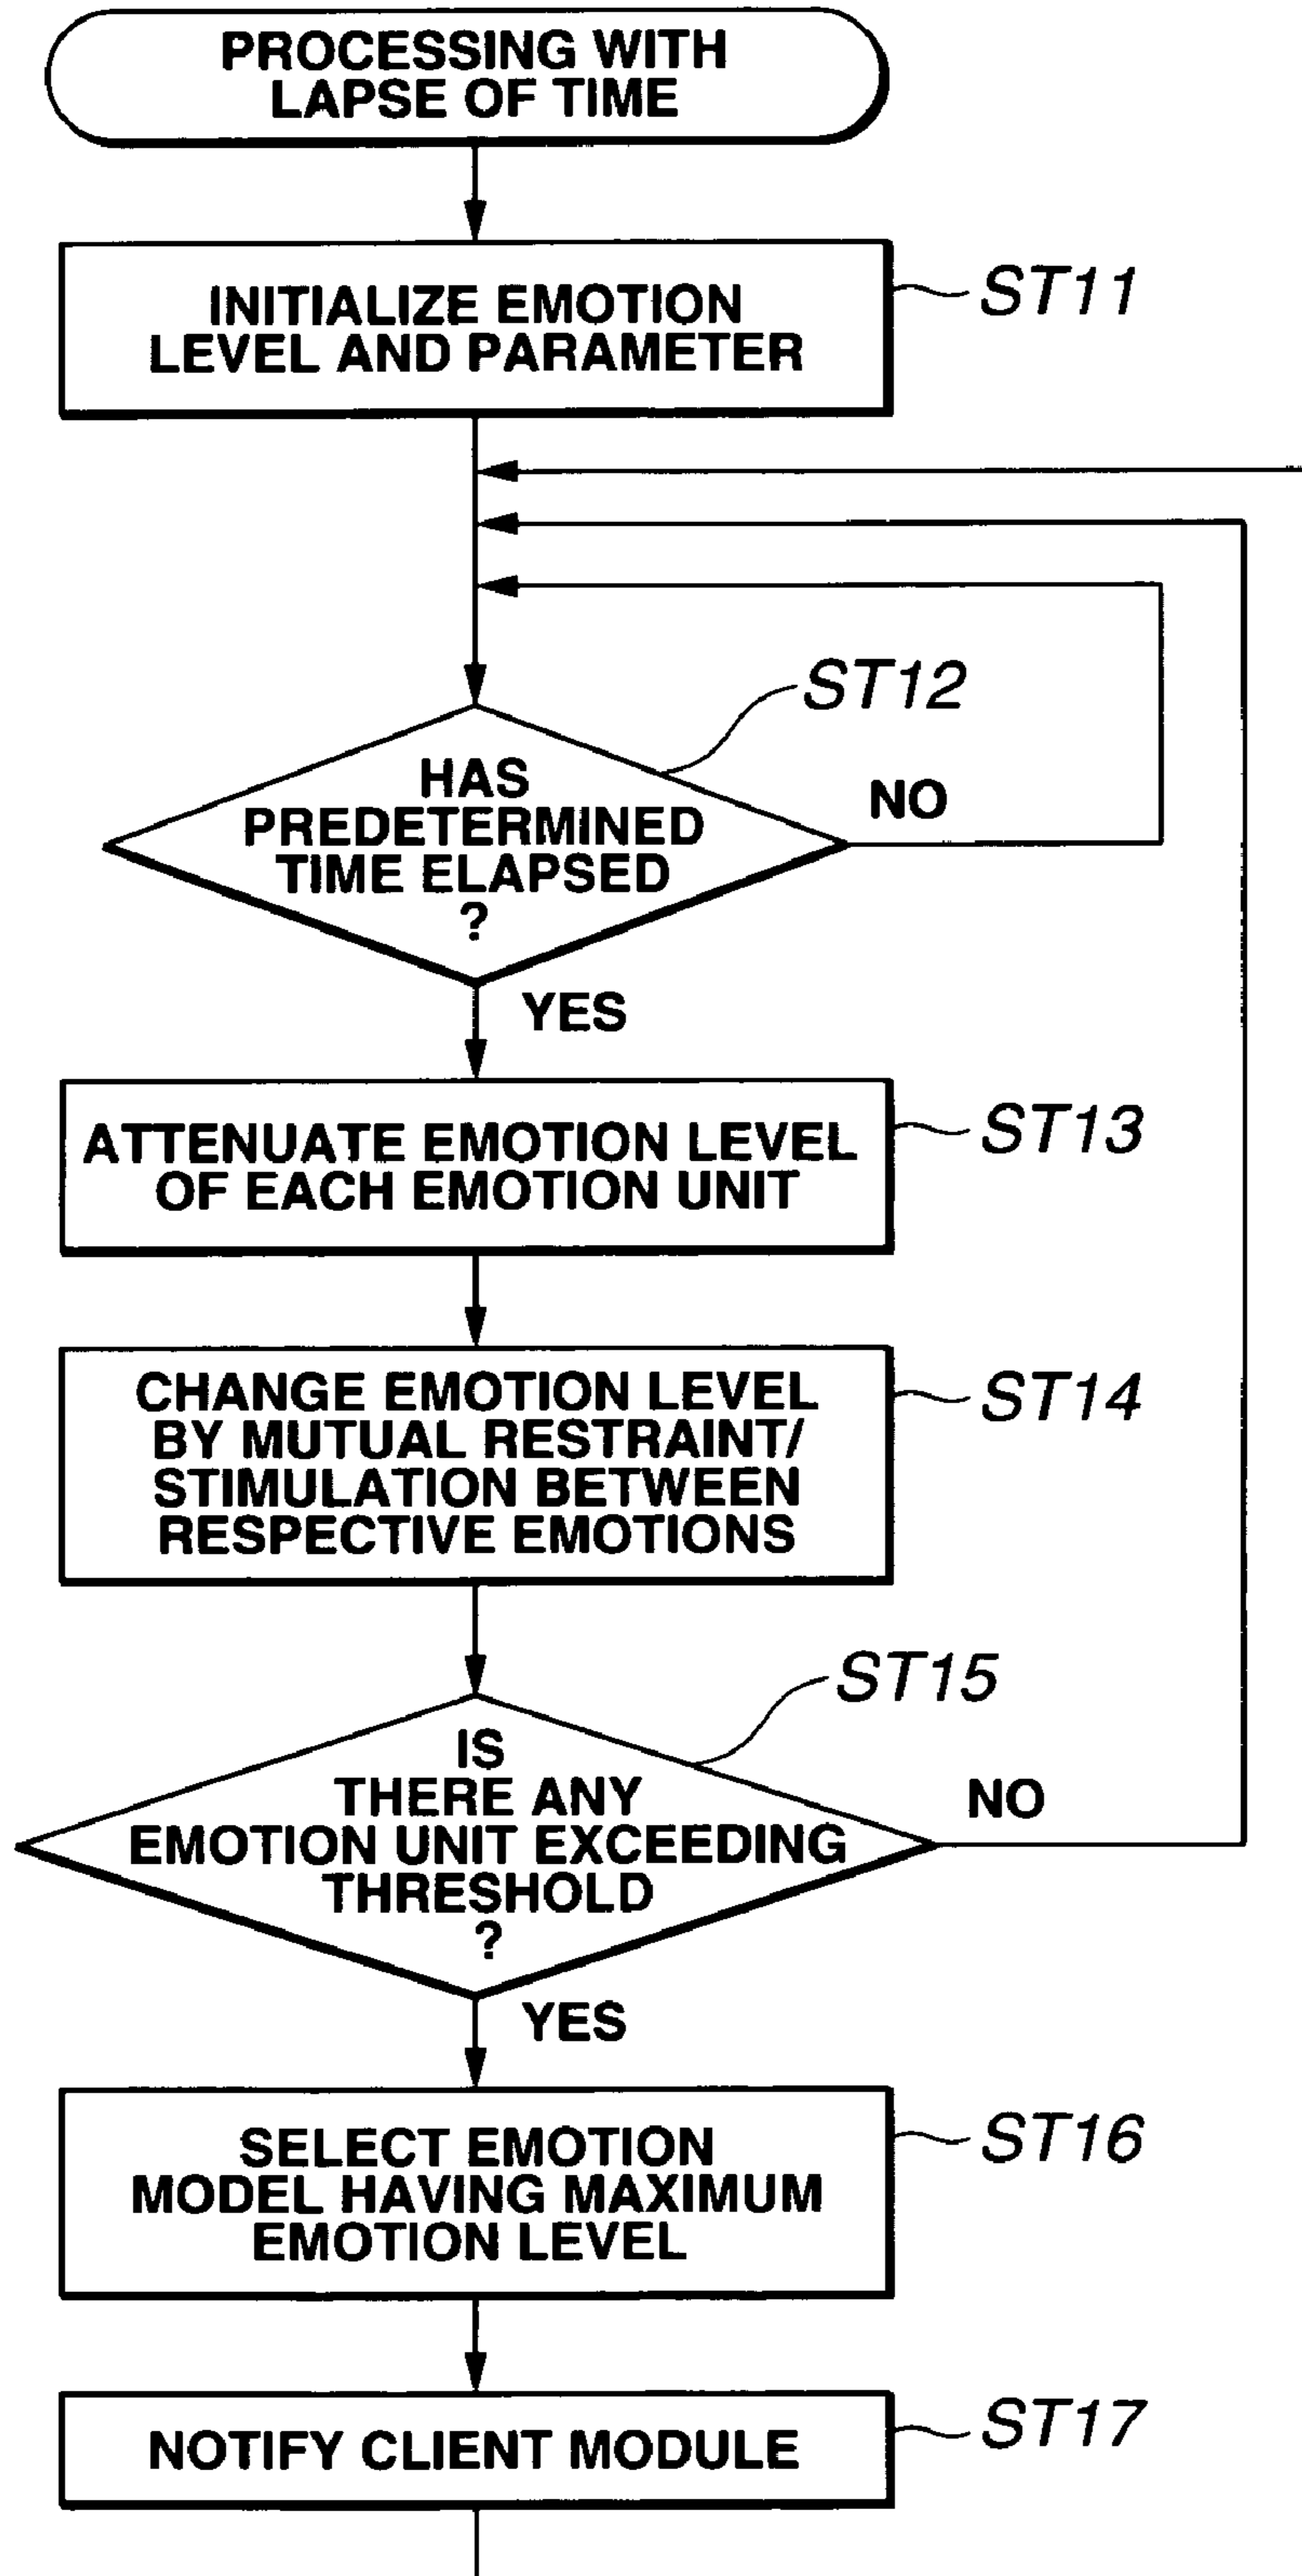 PROCESSING WITH
LAPSE OF TIME
INITIALIZE EMOTION
LEVEL AND PARAMETER
ST11
ST12
HAS
PREDETERMINED
TIME ELAPSED
?
NO
YES
ATTENUATE EMOTION LEVEL
OF EACH EMOTION UNIT
ST13
CHANGE EMOTION LEVEL
BY MUTUAL RESTRAINT/
STIMULATION BETWEEN
RESPECTIVE EMOTIONS
ST14
ST15
IS
THERE ANY
EMOTION UNIT EXCEEDING
THRESHOLD
?
NO
YES
SELECT EMOTION
MODEL HAVING MAXIMUM
EMOTION LEVEL
ST16
NOTIFY CLIENT MODULE
ST17